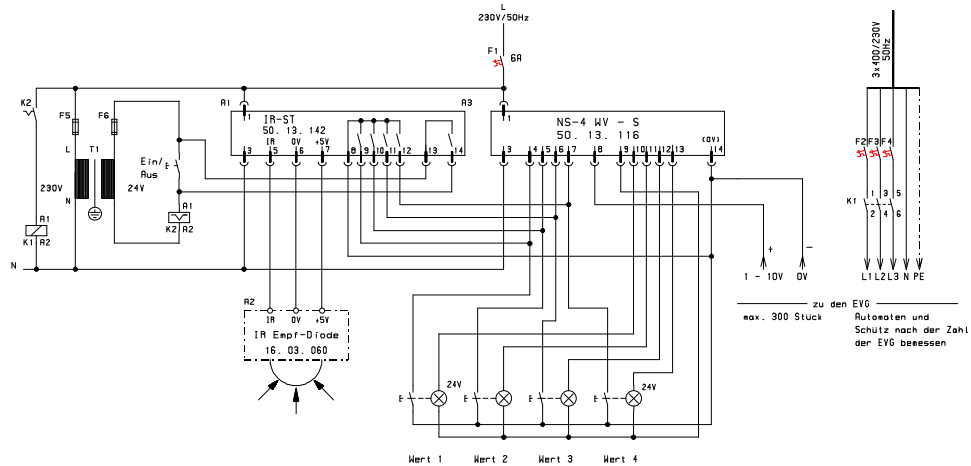 L
230V/50Hz
F1
6A
3x400/230V
50Hz
K2
F5
F6
A1
A3
1
IR-ST
50. 13. 142
IR 0V +5V
3 5 6 7 8 9 10 11 12 13 14
1
NS-4 WV - S
50. 13. 116
(0V)
3 4 5 6 7 8 9 10 11 12 13 14
F2 F3 F4
L
T1
230V
24V
N
Ein/
Aus
A1
K2 A2
A1
K1 A2
K1
1 3 5
2 4 6
N
+
-
1 - 10V
0V
L1 L2 L3 N PE
A2
IR 0V +5V
IR Empf-Diode
16. 03. 060
zu den EVG
max. 300 Stück
Automaten und
Schütz nach der Zahl
der EVG bemessen
24V
24V
E
E
E
E
E
Wert 1 Wert 2 Wert 3 Wert 4